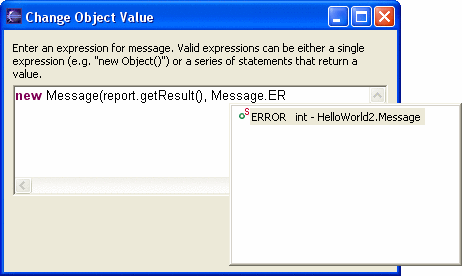 Change Object Value
Enter an expression for message. Valid expressions can be either a single
expression (e.g. "new Object()") or a series of statements that return a
value.
new Message(report.getResult(), Message.ER
S ERROR   int - HelloWorld2.Message